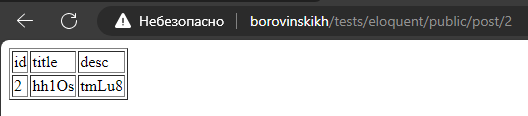 Небезопасно borovinskikh/tests/eloquent/public/post/2
id title desc
2 hh1Os tmLu8